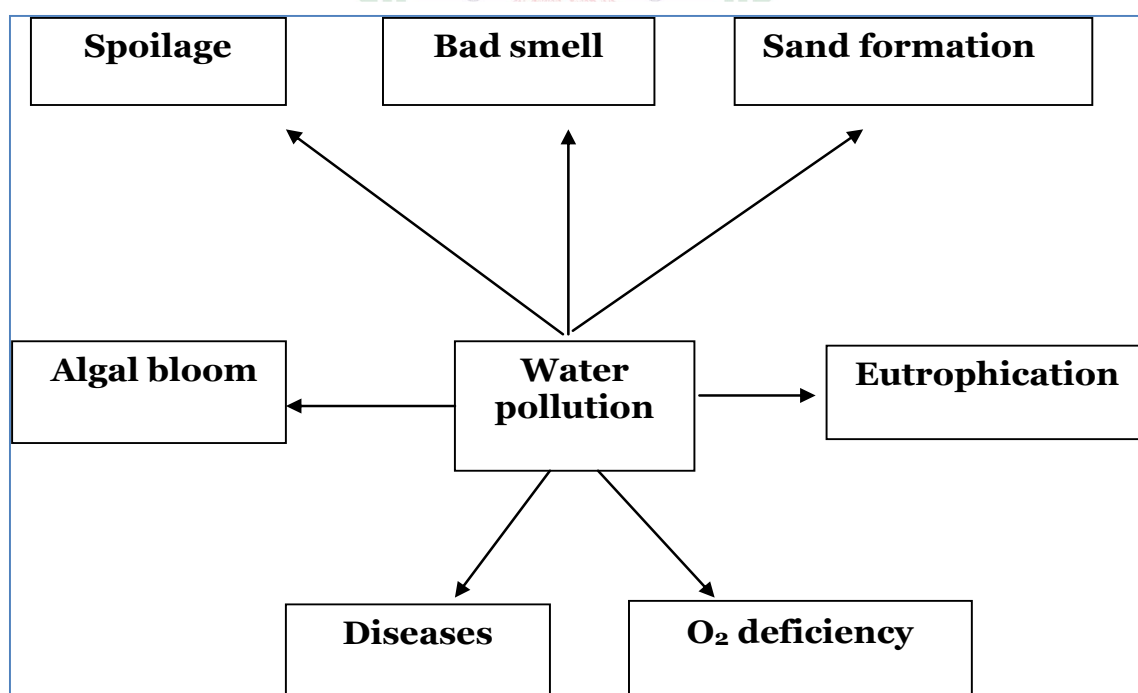 Spoilage
Bad smell
Sand formation
Algal bloom
Water
pollution
Eutrophication
Diseases
O₂ deficiency